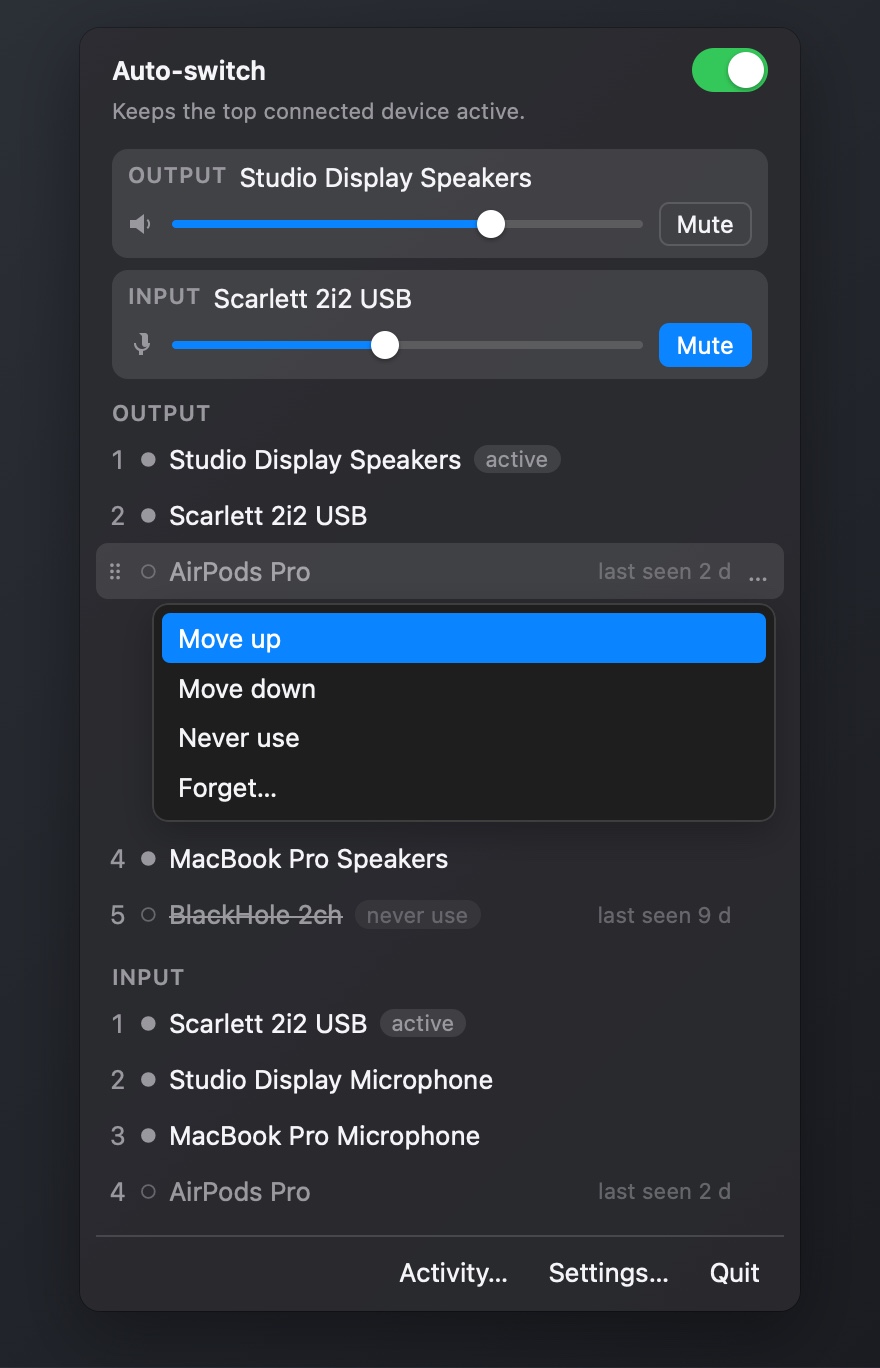 Auto-switch
Keeps the top connected device active.
OUTPUT Studio Display Speakers
Mute
INPUT Scarlett 2i2 USB
Mute
OUTPUT
1 Studio Display Speakers active
2 Scarlett 2i2 USB
AirPods Pro last seen 2 d ...
Move up
Move down
Never use
Forget...
4 MacBook Pro Speakers
5 BlackHole 2ch never use last seen 9 d
INPUT
1 Scarlett 2i2 USB active
2 Studio Display Microphone
3 MacBook Pro Microphone
4 AirPods Pro last seen 2 d
Activity... Settings... Quit